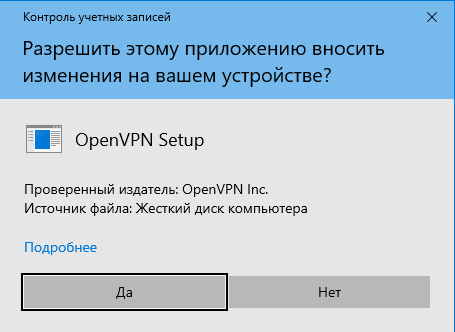 Контроль учетных записей
Разрешить этому приложению вносить
изменения на вашем устройстве?
OpenVPN Setup
Проверенный издатель: OpenVPN Inc.
Источник файла: Жесткий диск компьютера
Подробнее
Да
Нет